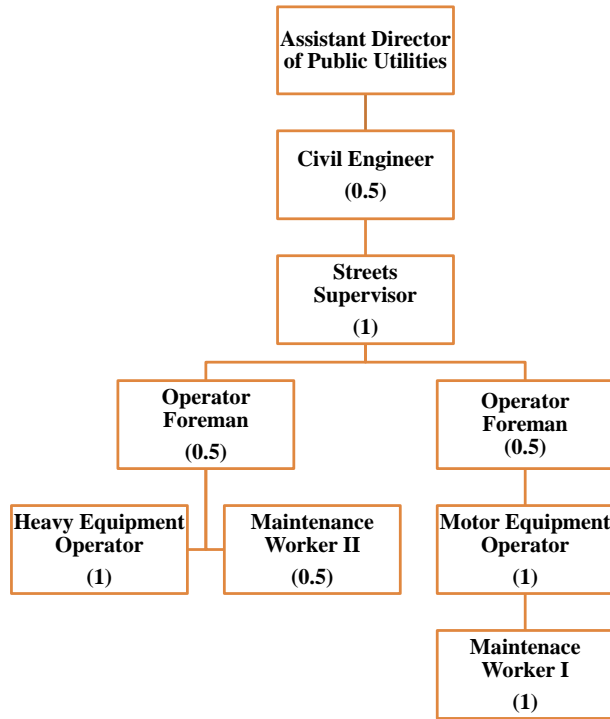 Assistant Director
of Public Utilities
Civil Engineer
(0.5)
Streets
Supervisor
(1)
Operator
Foreman
(0.5)
Operator
Foreman
(0.5)
Heavy Equipment
Operator
(1)
Maintenance
Worker II
(0.5)
Motor Equipment
Operator
(1)
Maintenace
Worker I
(1)